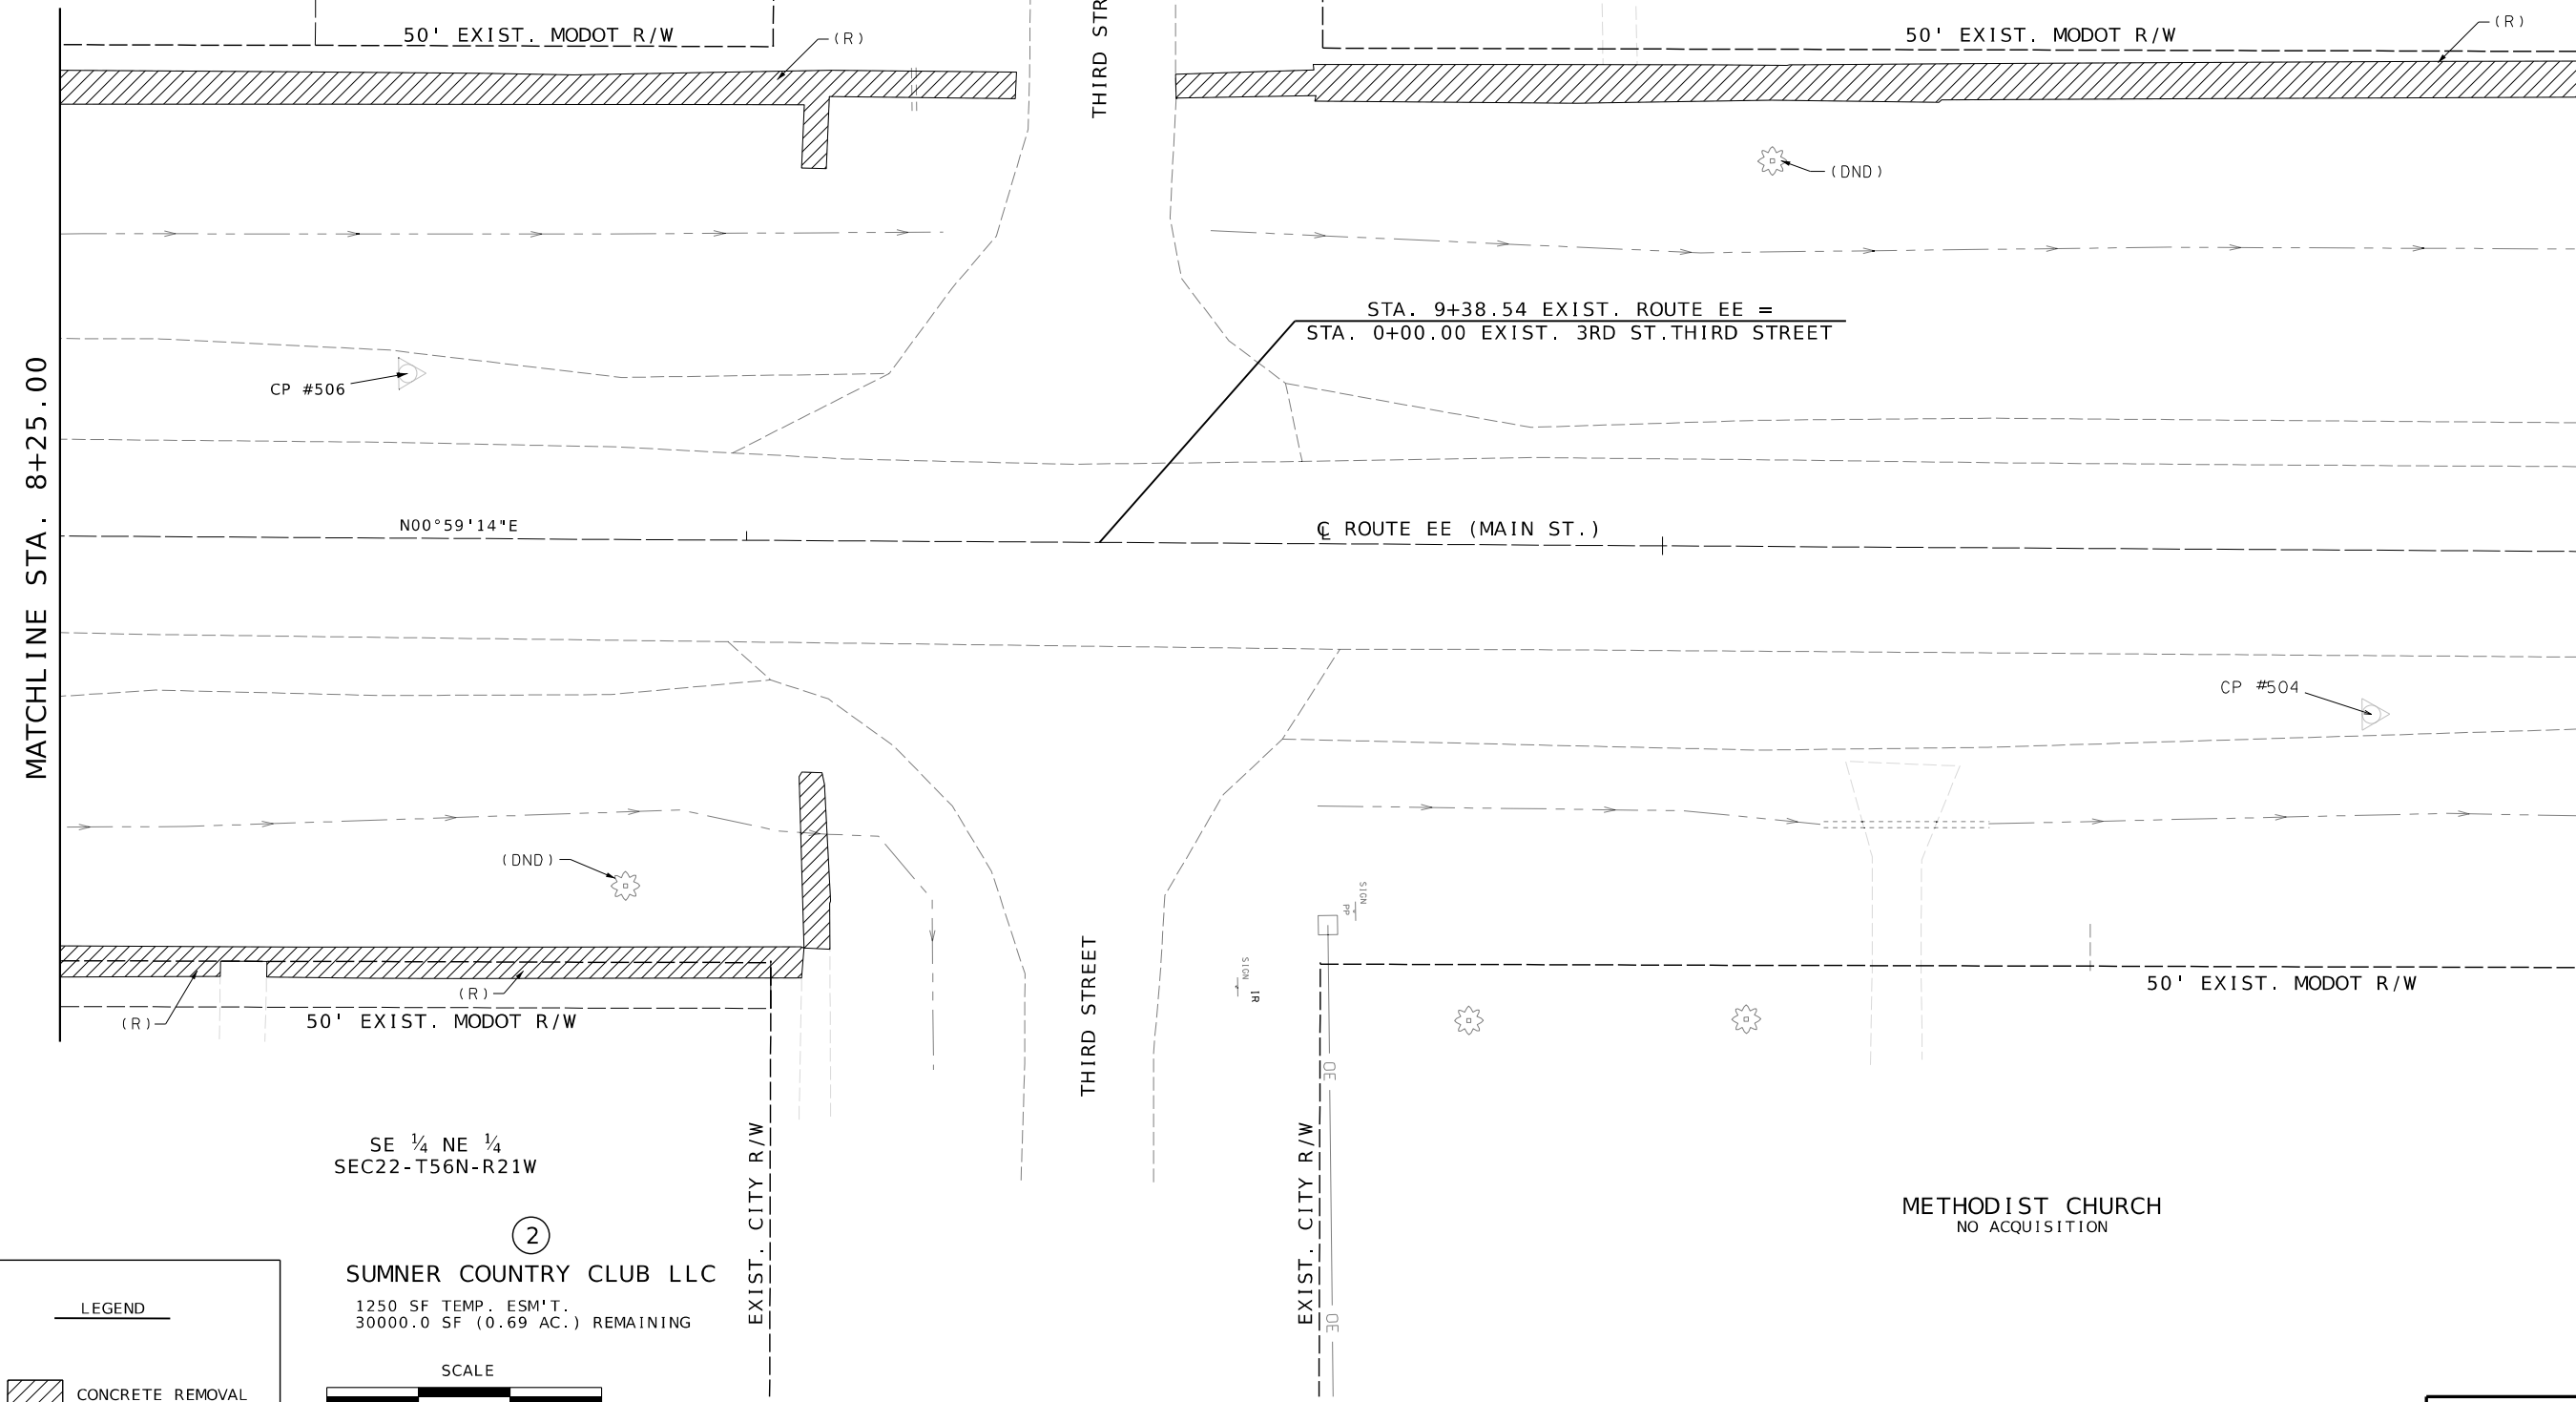 50' EXIST. MODOT R/W
(R)
THIRD STR
50' EXIST. MODOT R/W
(R)
(DND)
STA. 9+38.54 EXIST. ROUTE EE =
STA. 0+00.00 EXIST. 3RD ST.THIRD STREET
CP #506
MATCHLINE STA. 8+25.00
N00°59'14"E
℄ ROUTE EE (MAIN ST.)
CP #504
(DND)
SIGN
PP
SIGN
IR
THIRD STREET
(R)
(R)
50' EXIST. MODOT R/W
50' EXIST. MODOT R/W
OE
SE ¼ NE ¼
SEC22-T56N-R21W
EXIST. CITY R/W
EXIST. CITY R/W
METHODIST CHURCH
NO ACQUISITION
2
SUMNER COUNTRY CLUB LLC
1250 SF TEMP. ESM'T.
30000.0 SF (0.69 AC.) REMAINING
OE
LEGEND
SCALE
CONCRETE REMOVAL